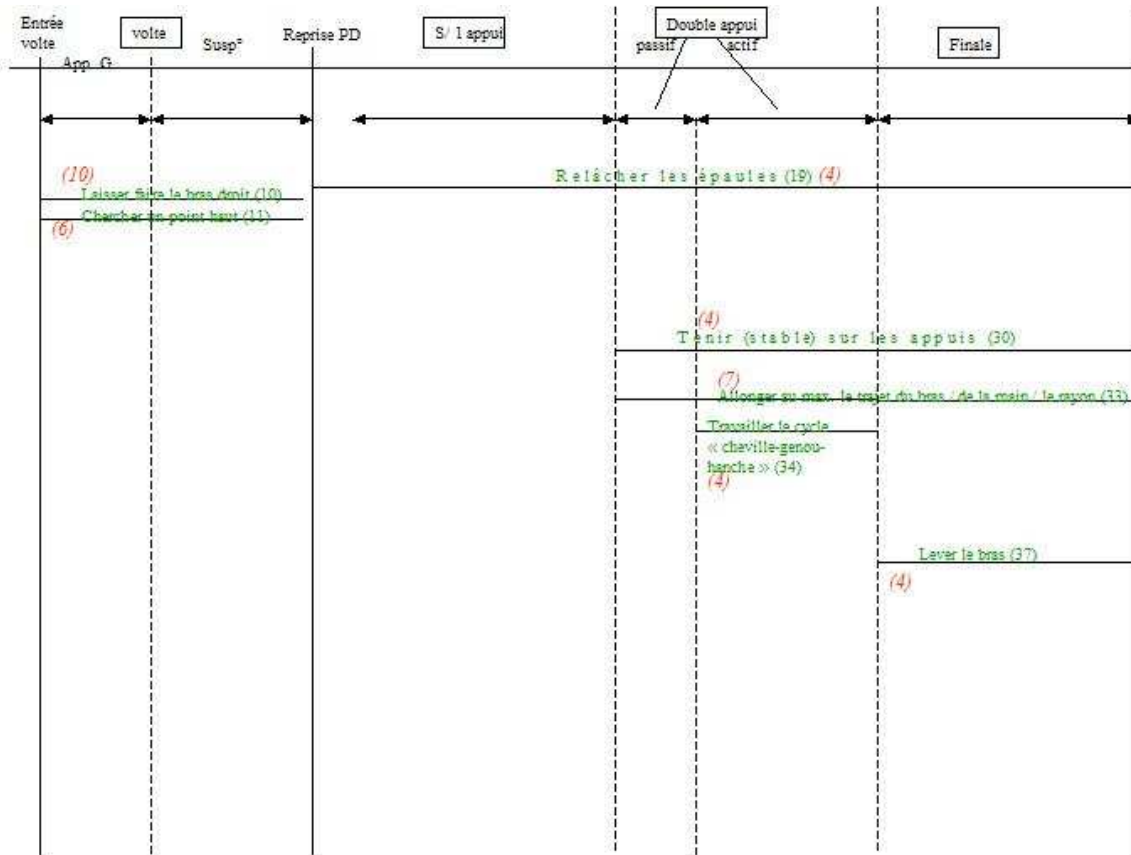 Entrée
volte
volte
Susp°
Reprise PD
S/ 1 appui
Double appui
passif
actif
Finale
App. G
(10)
Laisser faire le bras droit (10)
Chercher un point haut (11)
(6)
Relâcher les épaules (19) (4)
(4)
Tenir (stable) sur les appuis (30)
(7)
Allonger au max. le trajet du bras / de la main / le rayon (33)
Travailler le cycle
« cheville-genou-
hanche » (34)
(4)
Lever le bras (37)
(4)